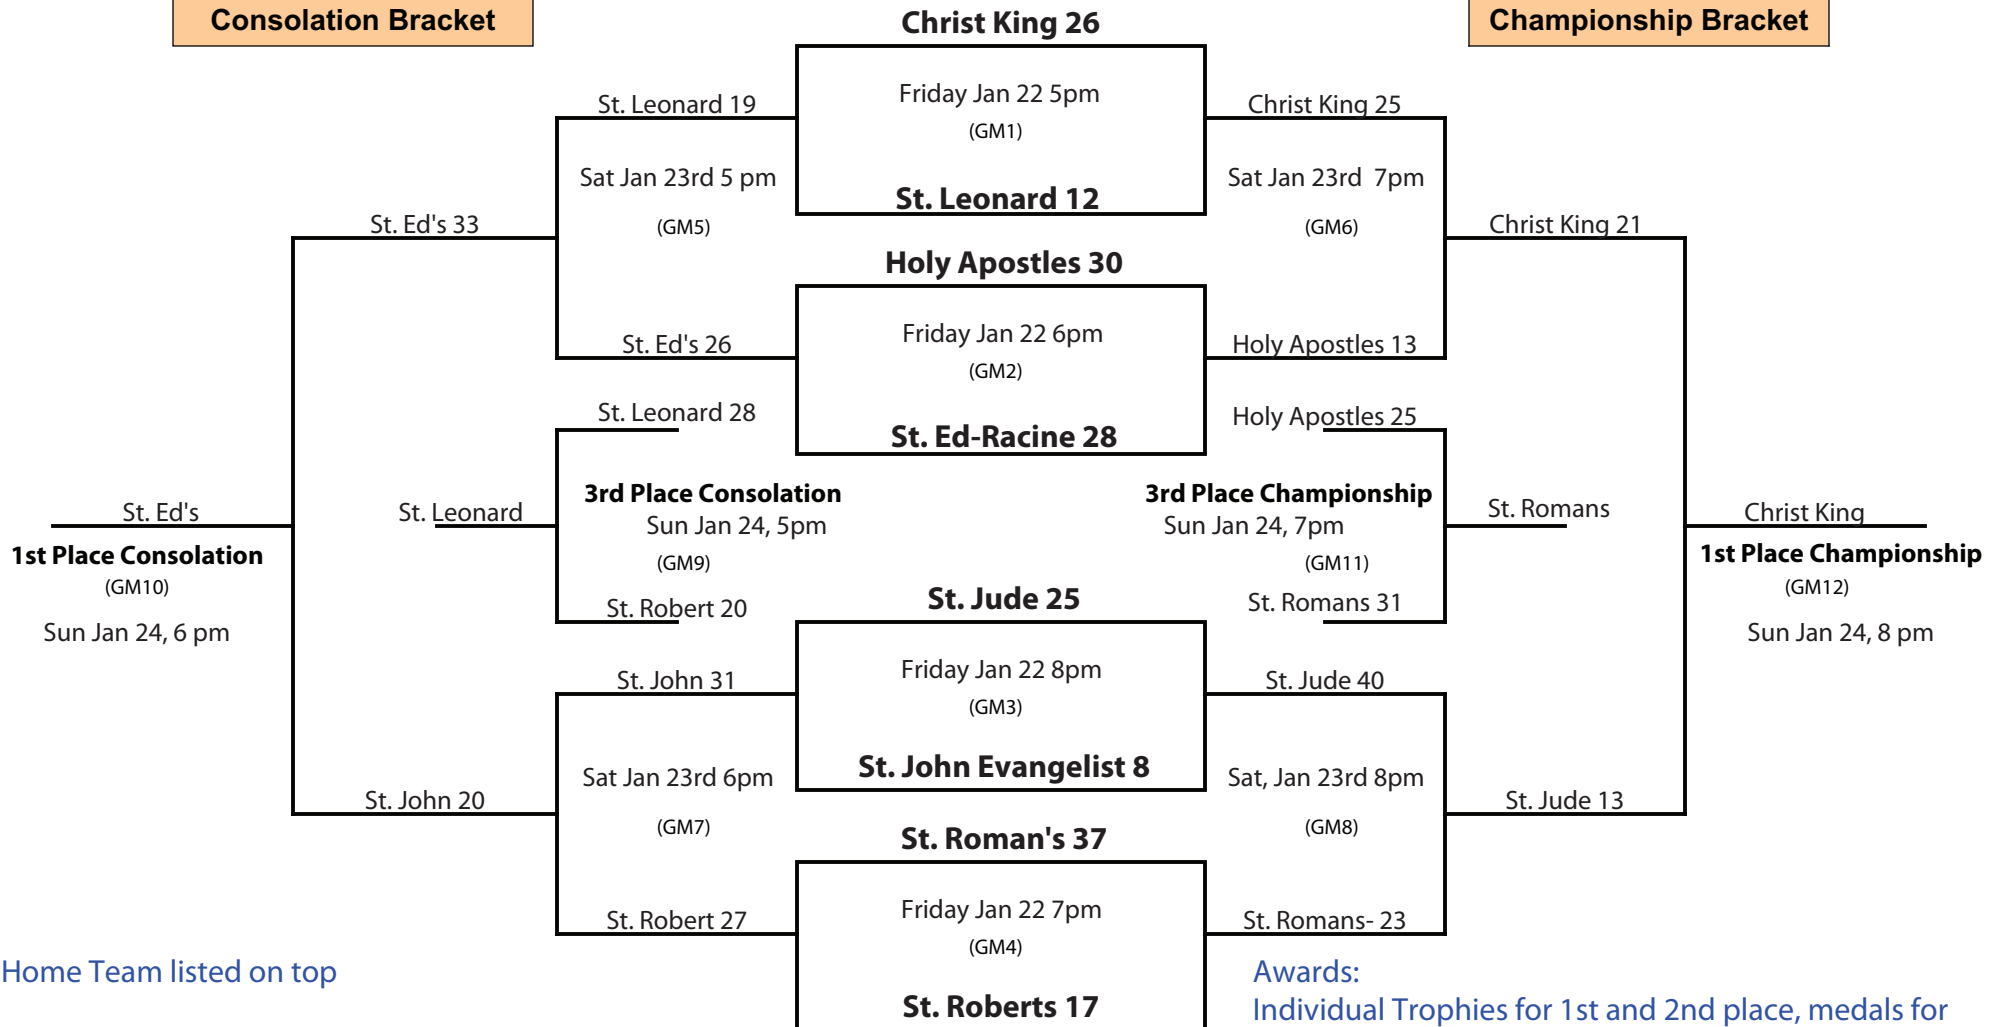 Consolation Bracket
Christ King 26
Championship Bracket
St. Leonard 19
Friday Jan 22 5pm
(GM1)
Christ King 25
Sat Jan 23rd 5 pm
(GM5)
St. Leonard 12
Sat Jan 23rd  7pm
(GM6)
St. Ed's 33
Christ King 21
Holy Apostles 30
St. Ed's 26
Friday Jan 22 6pm
(GM2)
Holy Apostles 13
St. Leonard 28
St. Ed-Racine 28
Holy Apostles 25
St. Ed's
1st Place Consolation
(GM10)
Sun Jan 24, 6 pm
St. Leonard
3rd Place Consolation
Sun Jan 24, 5pm
(GM9)
St. Robert 20
3rd Place Championship
Sun Jan 24, 7pm
(GM11)
St. Romans 31
St. Romans
Christ King
1st Place Championship
(GM12)
Sun Jan 24, 8 pm
St. Jude 25
St. John 31
Friday Jan 22 8pm
(GM3)
St. Jude 40
St. John Evangelist 8
St. John 20
Sat Jan 23rd 6pm
(GM7)
Sat, Jan 23rd 8pm
(GM8)
St. Jude 13
St. Roman's 37
St. Robert 27
Friday Jan 22 7pm
(GM4)
St. Romans- 23
St. Roberts 17
Home Team listed on top
Awards:
Individual Trophies for 1st and 2nd place, medals for